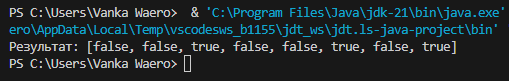 PS C:\Users\Vanka Waero>  & 'C:\Program Files\Java\jdk-21\bin\java.exe'
ero\AppData\Local\Temp\vscodesws_b1155\jdt_ws\jdt.ls-java-project\bin'
Результат: [false, false, true, false, false, false, false, true]
PS C:\Users\Vanka Waero>